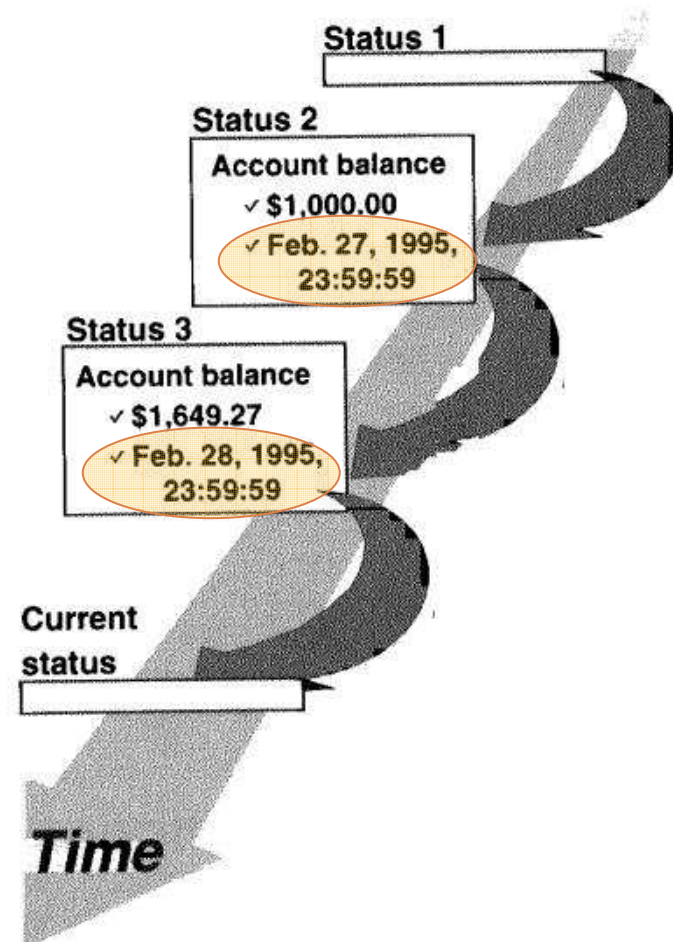 Status 1
Status 2
Account balance
✓ $1,000.00
✓ Feb. 27, 1995,
23:59:59
Status 3
Account balance
✓ $1,649.27
✓ Feb. 28, 1995,
23:59:59
Current
status
Time